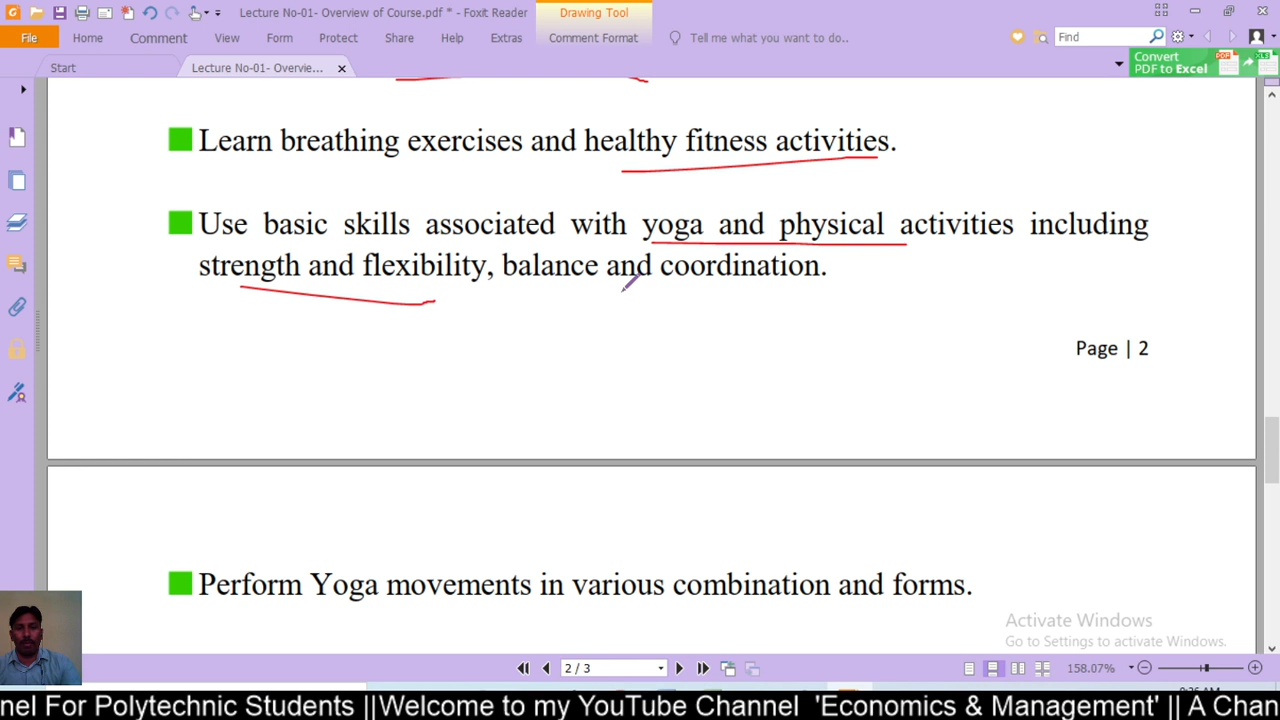 Lecture No-01- Overview of Course.pdf * - Foxit Reader
Drawing Tool
File
Home
Comment
View
Form
Protect
Share
Help
Extras
Comment Format
Tell me what you want to do..
Find
Start
Lecture No-01- Overvie...
Convert
PDF to Excel
Learn breathing exercises and healthy fitness activities.
Use basic skills associated with yoga and physical activities including
strength and flexibility, balance and coordination.
Page | 2
Perform Yoga movements in various combination and forms.
Activate Windows
Go to Settings to activate Windows.
2 / 3
158.07%
nel For Polytechnic Students ||Welcome to my YouTube Channel 'Economics & Management' || A Chan